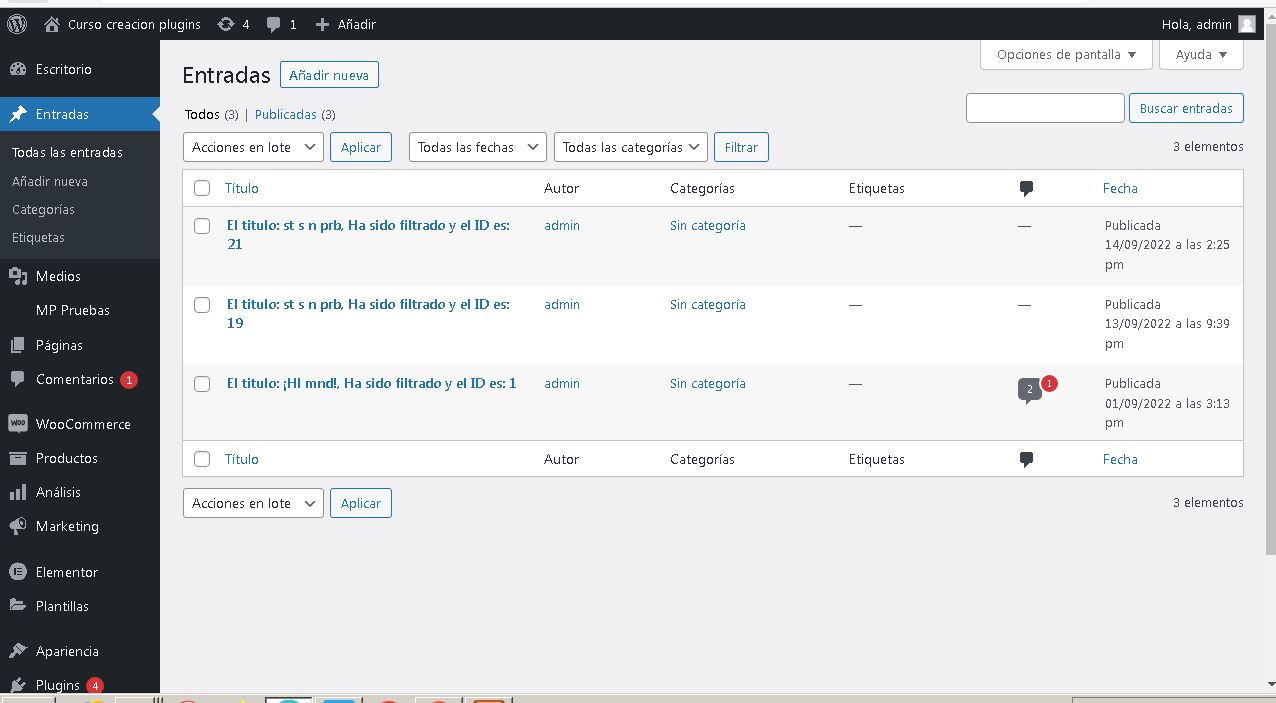 Curso creacion plugins 4 1 Añadir Hola, admin
Escritorio
Entradas
Todas las entradas
Añadir nueva
Categorías
Etiquetas
Medios
MP Pruebas
Páginas
Comentarios 1
woo WooCommerce
Productos
Análisis
Marketing
Elementor
Plantillas
Apariencia
Plugins 4
Opciones de pantalla ▼ Ayuda ▼
Entradas Añadir nueva
Todos (3) | Publicadas (3)
Buscar entradas
Acciones en lote Aplicar Todas las fechas Todas las categorías Filtrar 3 elementos
Título Autor Categorías Etiquetas Fecha
El titulo: st s n prb, Ha sido filtrado y el ID es: admin Sin categoría — — Publicada
21 14/09/2022 a las 2:25
pm
El titulo: st s n prb, Ha sido filtrado y el ID es: admin Sin categoría — — Publicada
19 13/09/2022 a las 9:39
pm
El titulo: ¡Hl mnd!, Ha sido filtrado y el ID es: 1 admin Sin categoría — 2 1 Publicada
01/09/2022 a las 3:13
pm
Título Autor Categorías Etiquetas Fecha
Acciones en lote Aplicar 3 elementos